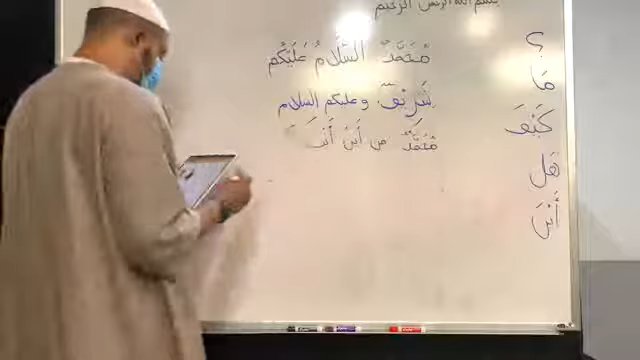 بسم الله الرحمن الرحيم
مُحَمَّدٌ السَّلَامُ عَلَيْكُم
شَرِيْفٌ وعليكم السلام
مُحَمَّدٌ من أَيْنَ أَنْتَ
؟
مَا
كَيْفَ
هَل
أَيْنَ